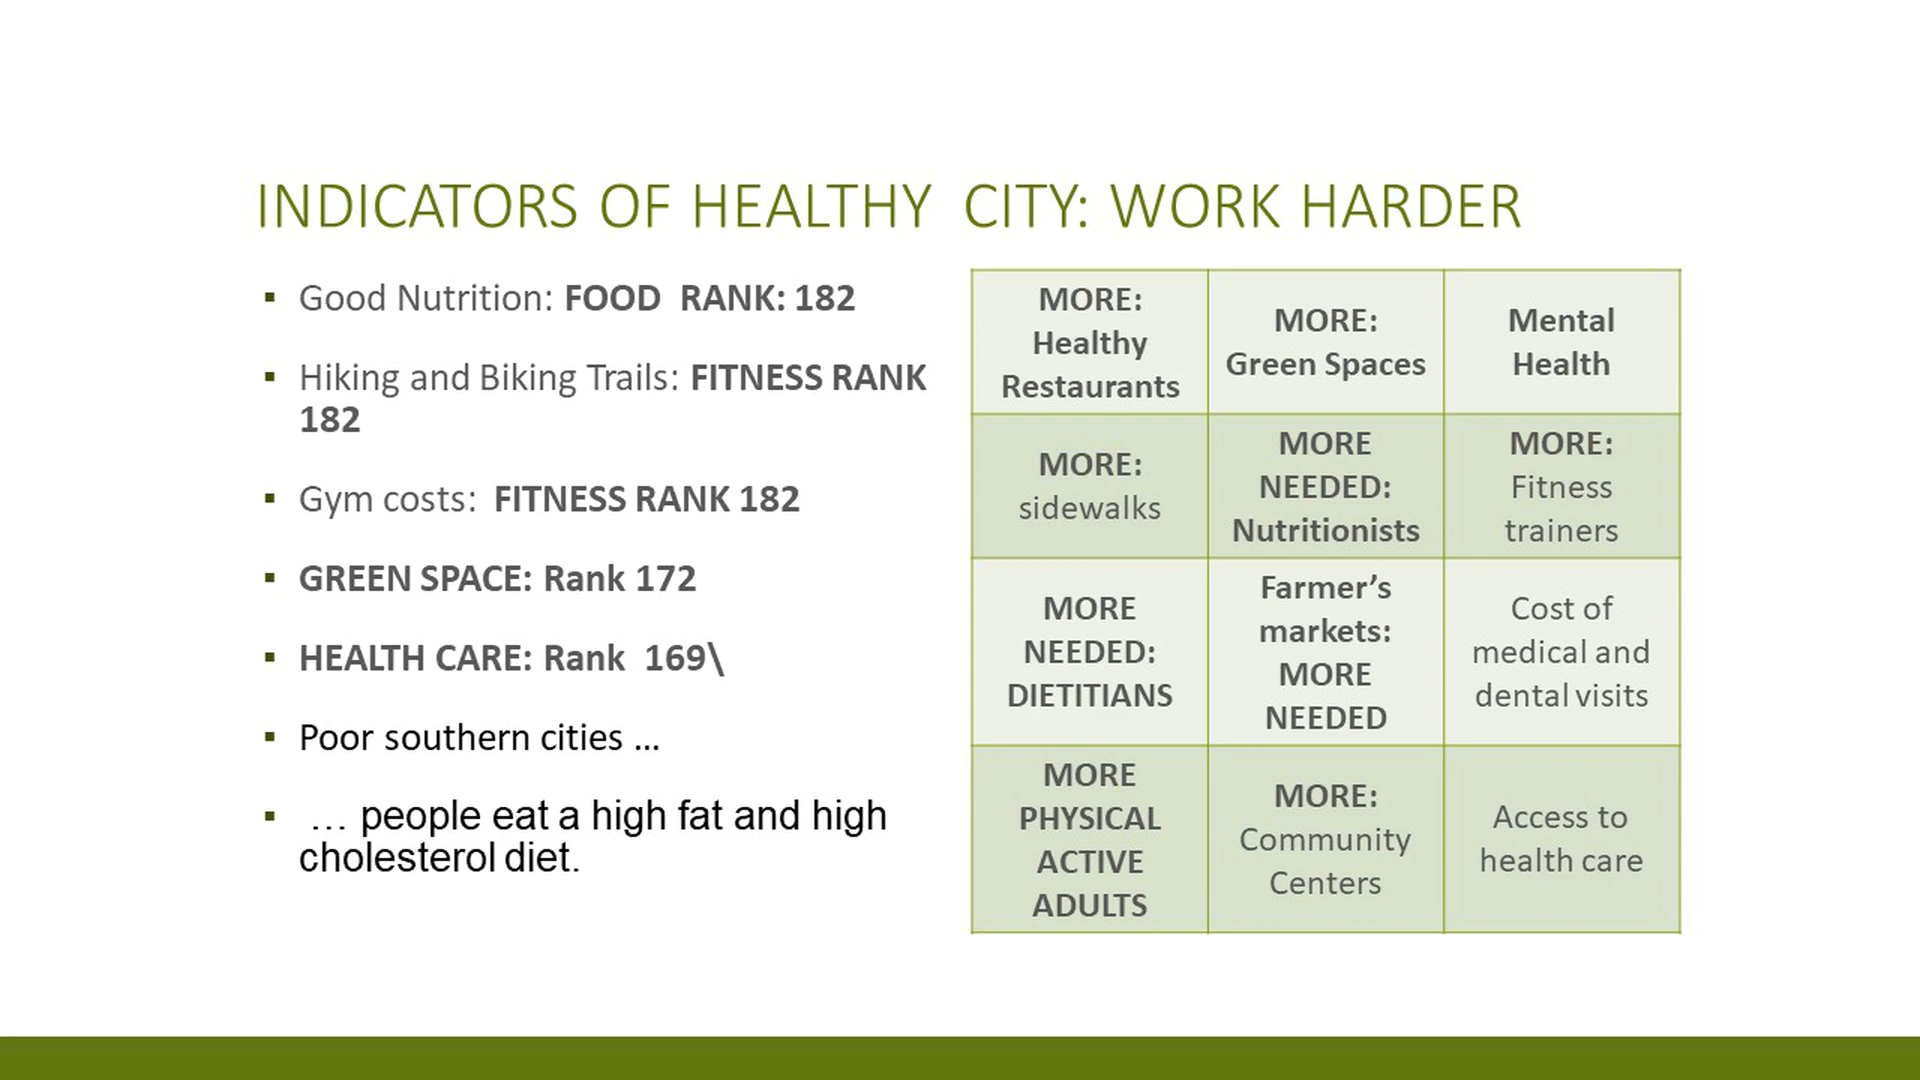 INDICATORS OF HEALTHY  CITY: WORK HARDER
▪ Good Nutrition: FOOD  RANK: 182
▪ Hiking and Biking Trails: FITNESS RANK
182
▪ Gym costs:  FITNESS RANK 182
▪ GREEN SPACE: Rank 172
▪ HEALTH CARE: Rank  169\
▪ Poor southern cities …
▪ … people eat a high fat and high
cholesterol diet.
MORE:
Healthy
Restaurants
MORE:
Green Spaces
Mental
Health
MORE:
sidewalks
MORE
NEEDED:
Nutritionists
MORE:
Fitness
trainers
MORE
NEEDED:
DIETITIANS
Farmer’s
markets:
MORE
NEEDED
Cost of
medical and
dental visits
MORE
PHYSICAL
ACTIVE
ADULTS
MORE:
Community
Centers
Access to
health care